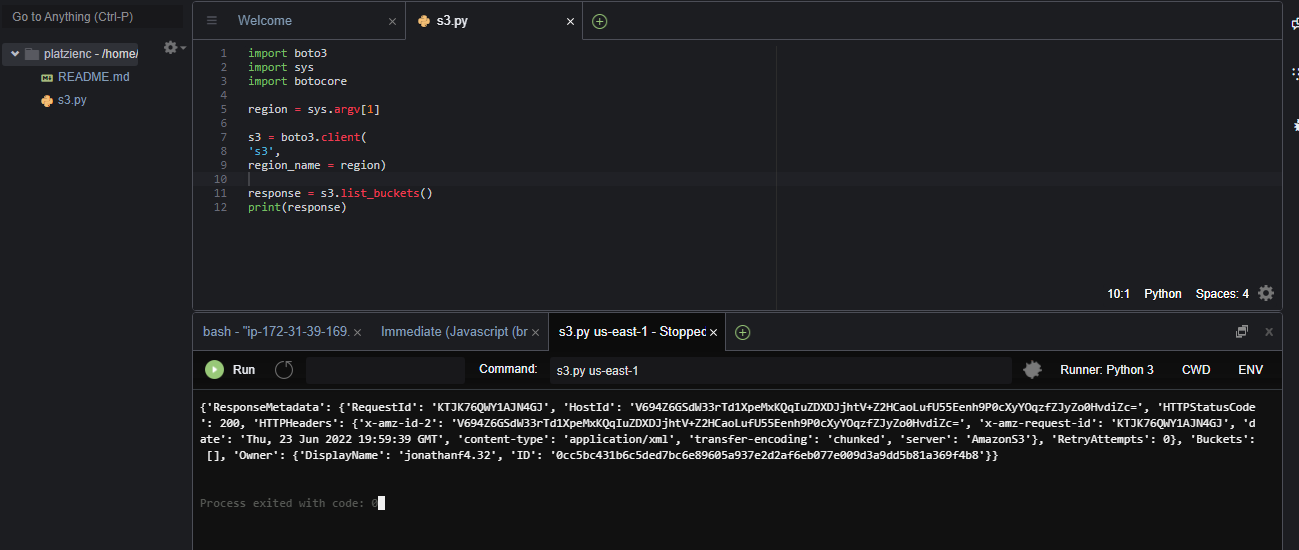 Go to Anything (Ctrl-P)
platzienc - /home/
README.md
s3.py
Welcome
s3.py
1 import boto3
2 import sys
3 import botocore
4
5 region = sys.argv[1]
6
7 s3 = boto3.client(
8 's3',
9 region_name = region)
10
11 response = s3.list_buckets()
12 print(response)
10:1 Python Spaces: 4
bash - "ip-172-31-39-169. Immediate (Javascript (br s3.py us-east-1 - Stopped
Run Command: s3.py us-east-1 Runner: Python 3 CWD ENV
{'ResponseMetadata': {'RequestId': 'KTJK76QWY1AJN4GJ', 'HostId': 'V694Z6GSdW33rTd1XpeMxKQqIuZDXDJjhtV+Z2HCaoLufU55Eenh9P0cXyYOqzfZJyZo0HvdiZc=', 'HTTPStatusCode
': 200, 'HTTPHeaders': {'x-amz-id-2': 'V694Z6GSdW33rTd1XpeMxKQqIuZDXDJjhtV+Z2HCaoLufU55Eenh9P0cXyYOqzfZJyZo0HvdiZc=', 'x-amz-request-id': 'KTJK76QWY1AJN4GJ', 'd
ate': 'Thu, 23 Jun 2022 19:59:39 GMT', 'content-type': 'application/xml', 'transfer-encoding': 'chunked', 'server': 'AmazonS3'}, 'RetryAttempts': 0}, 'Buckets':
[], 'Owner': {'DisplayName': 'jonathanf4.32', 'ID': '0cc5bc431b6c5ded7bc6e89605a937e2d2af6eb077e009d3a9dd5b81a369f4b8'}}
Process exited with code: 0